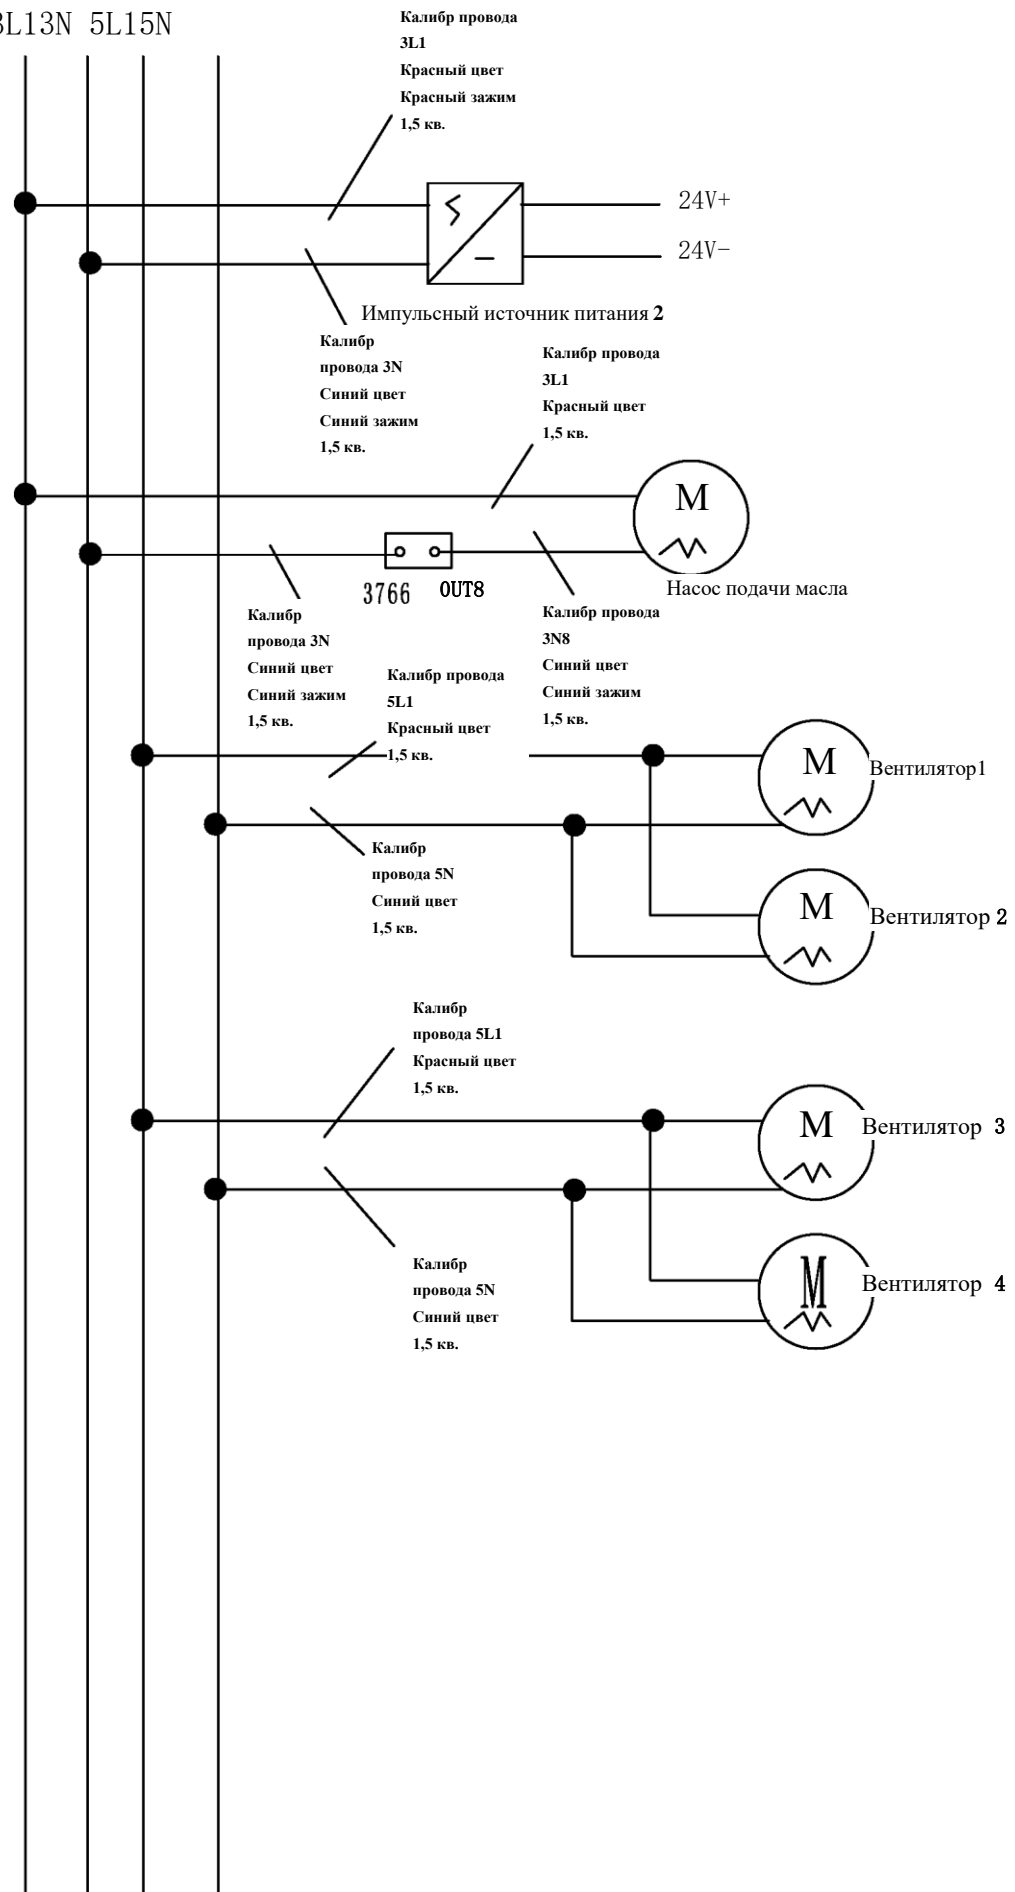 3L13N 5L15N
Калибр провода
3L1
Красный цвет
Красный зажим
1,5 кв.
24V+
24V-
Импульсный источник питания 2
Калибр
провода 3N
Синий цвет
Синий зажим
1,5 кв.
Калибр провода
3L1
Красный цвет
1,5 кв.
M
3766
OUT8
Насос подачи масла
Калибр
провода 3N
Синий цвет
Синий зажим
1,5 кв.
Калибр провода
3N8
Синий цвет
Синий зажим
1,5 кв.
Калибр провода
5L1
Красный цвет
1,5 кв.
M
Вентилятор1
Калибр
провода 5N
Синий цвет
1,5 кв.
M
Вентилятор 2
Калибр
провода 5L1
Красный цвет
1,5 кв.
M
Вентилятор 3
Калибр
провода 5N
Синий цвет
1,5 кв.
M
Вентилятор 4